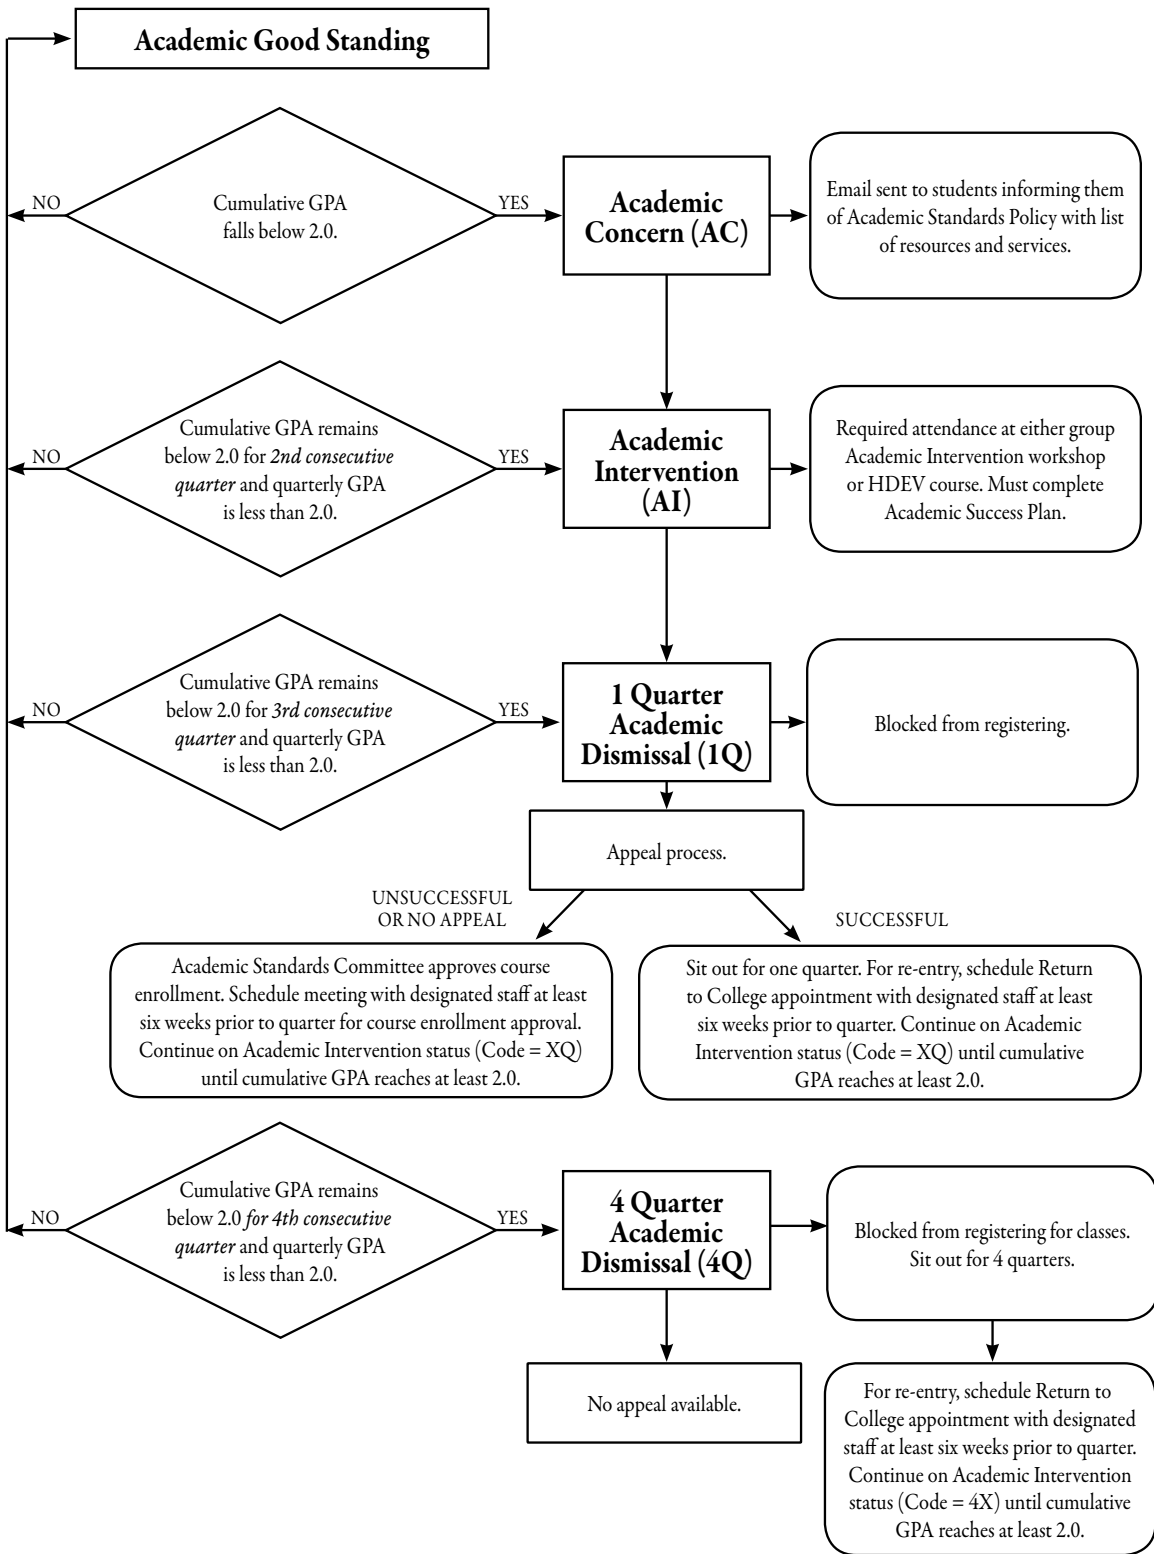 Academic Good Standing
NO
Cumulative GPA
falls below 2.0.
YES
Academic
Concern (AC)
Email sent to students informing them
of Academic Standards Policy with list
of resources and services.
NO
Cumulative GPA remains
below 2.0 for 2nd consecutive
quarter and quarterly GPA
is less than 2.0.
YES
Academic
Intervention
(AI)
Required attendance at either group
Academic Intervention workshop
or HDEV course. Must complete
Academic Success Plan.
NO
Cumulative GPA remains
below 2.0 for 3rd consecutive
quarter and quarterly GPA
is less than 2.0.
YES
1 Quarter
Academic
Dismissal (1Q)
Blocked from registering.
Appeal process.
UNSUCCESSFUL
OR NO APPEAL
SUCCESSFUL
Academic Standards Committee approves course
enrollment. Schedule meeting with designated staff at least
six weeks prior to quarter for course enrollment approval.
Continue on Academic Intervention status (Code = XQ)
until cumulative GPA reaches at least 2.0.
Sit out for one quarter. For re-entry, schedule Return
to College appointment with designated staff at least
six weeks prior to quarter. Continue on Academic
Intervention status (Code = XQ) until cumulative
GPA reaches at least 2.0.
NO
Cumulative GPA remains
below 2.0 for 4th consecutive
quarter and quarterly GPA
is less than 2.0.
YES
4 Quarter
Academic
Dismissal (4Q)
Blocked from registering for classes.
Sit out for 4 quarters.
No appeal available.
For re-entry, schedule Return to
College appointment with designated
staff at least six weeks prior to quarter.
Continue on Academic Intervention
status (Code = 4X) until cumulative
GPA reaches at least 2.0.